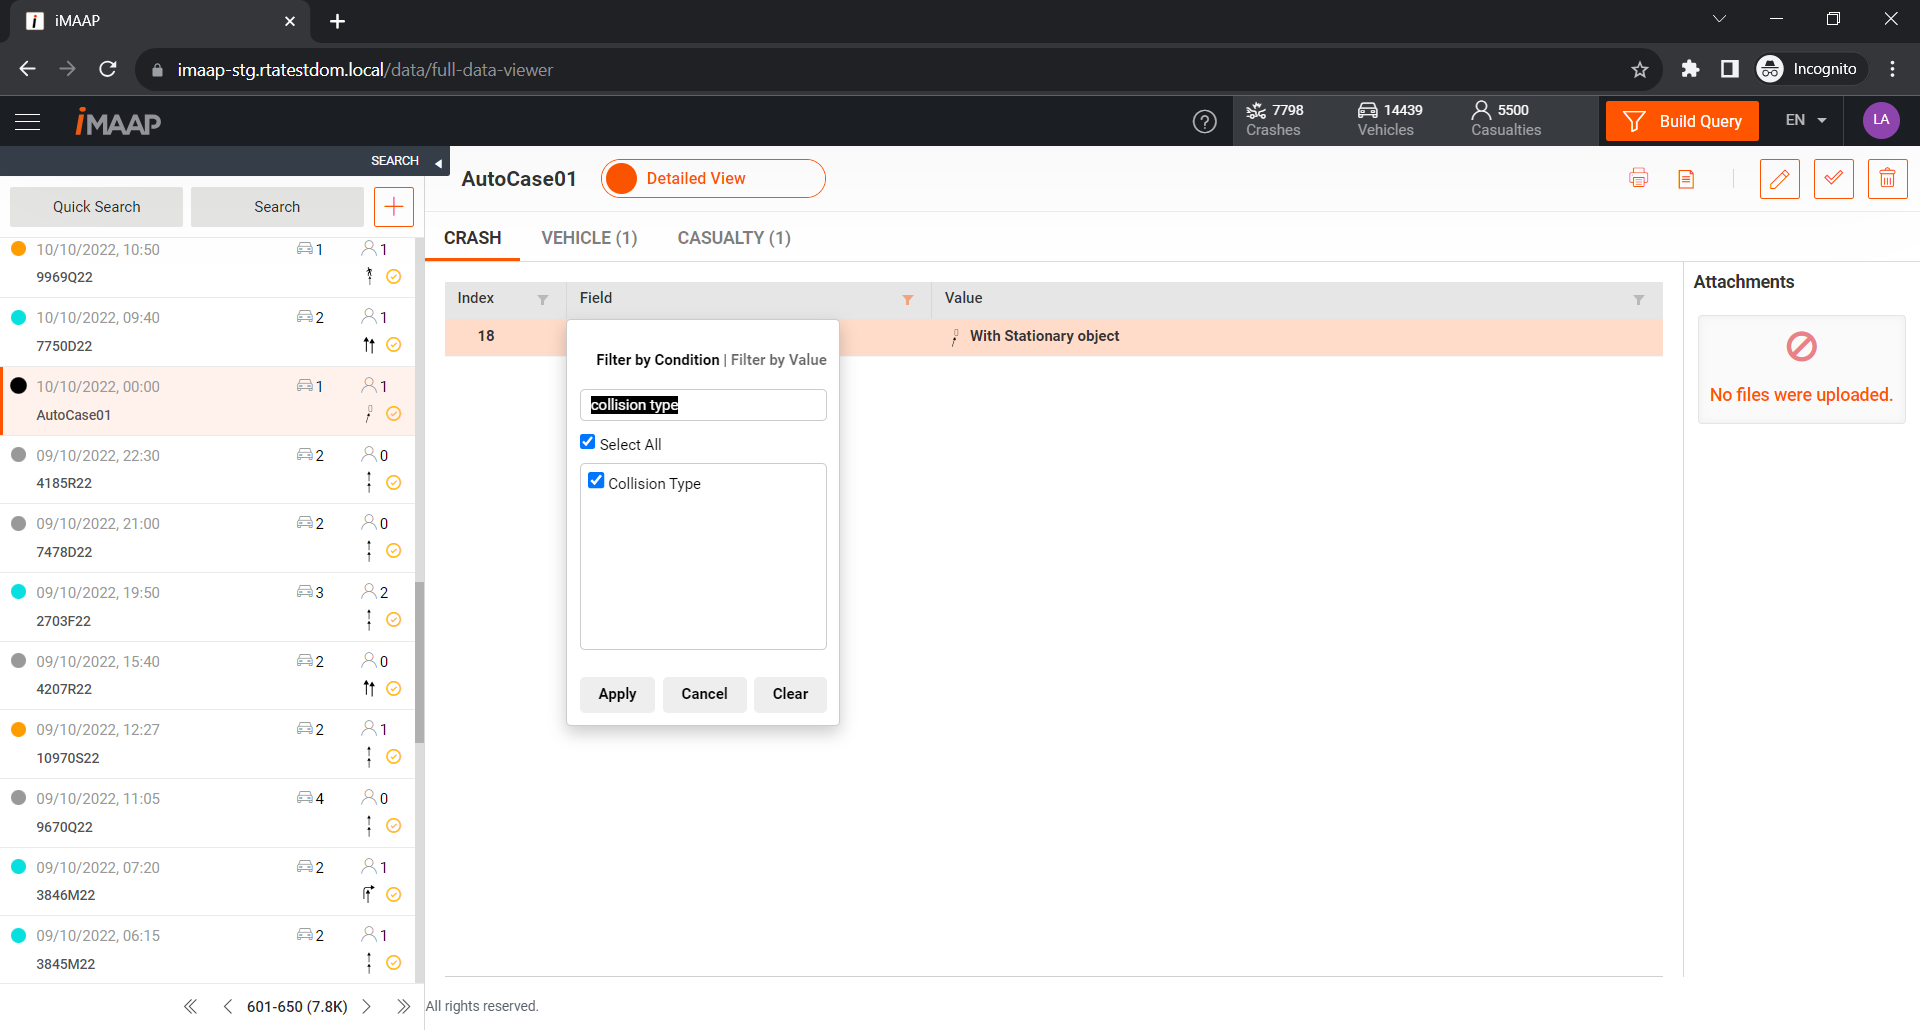 iMAAP
imaap-stg.rtatestdom.local/data/full-data-viewer
Incognito
iMAAP
7798
Crashes
14439
Vehicles
5500
Casualties
Build Query
EN
LA
SEARCH
Quick Search
Search
AutoCase01
Detailed View
CRASH
VEHICLE (1)
CASUALTY (1)
10/10/2022, 10:50 1 1
9969Q22
10/10/2022, 09:40 2 1
7750D22
10/10/2022, 00:00 1 1
AutoCase01
09/10/2022, 22:30 2 0
4185R22
09/10/2022, 21:00 2 0
7478D22
09/10/2022, 19:50 3 2
2703F22
09/10/2022, 15:40 2 0
4207R22
09/10/2022, 12:27 2 1
10970S22
09/10/2022, 11:05 4 0
9670Q22
09/10/2022, 07:20 2 1
3846M22
09/10/2022, 06:15 2 1
3845M22
601-650 (7.8K)
Index Field Value
18 With Stationary object
Filter by Condition | Filter by Value
collision type
Select All
Collision Type
Apply Cancel Clear
Attachments
No files were uploaded.
All rights reserved.